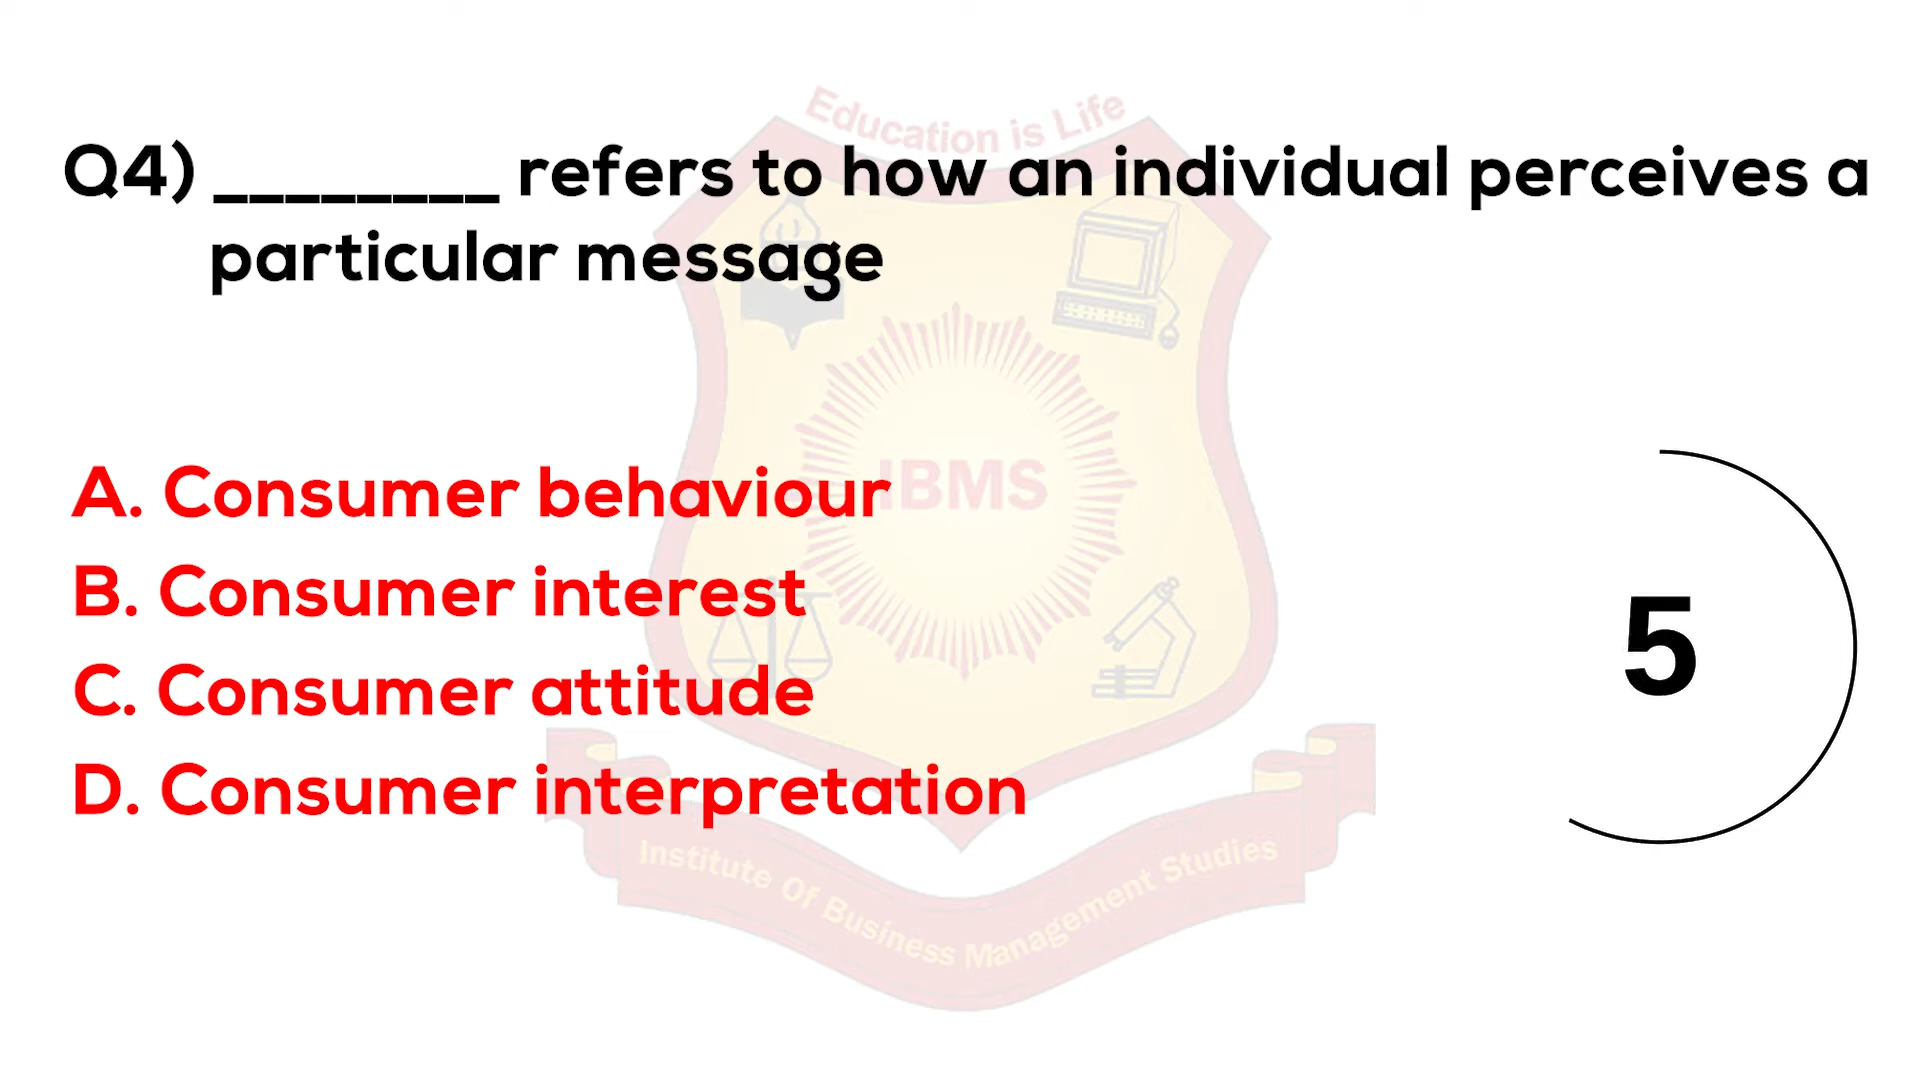 Education is Life
Q4) ________ refers to how an individual perceives a
particular message
A. Consumer behaviour
IBMS
B. Consumer interest
C. Consumer attitude
D. Consumer interpretation
5
Institute Of Business Management Studies